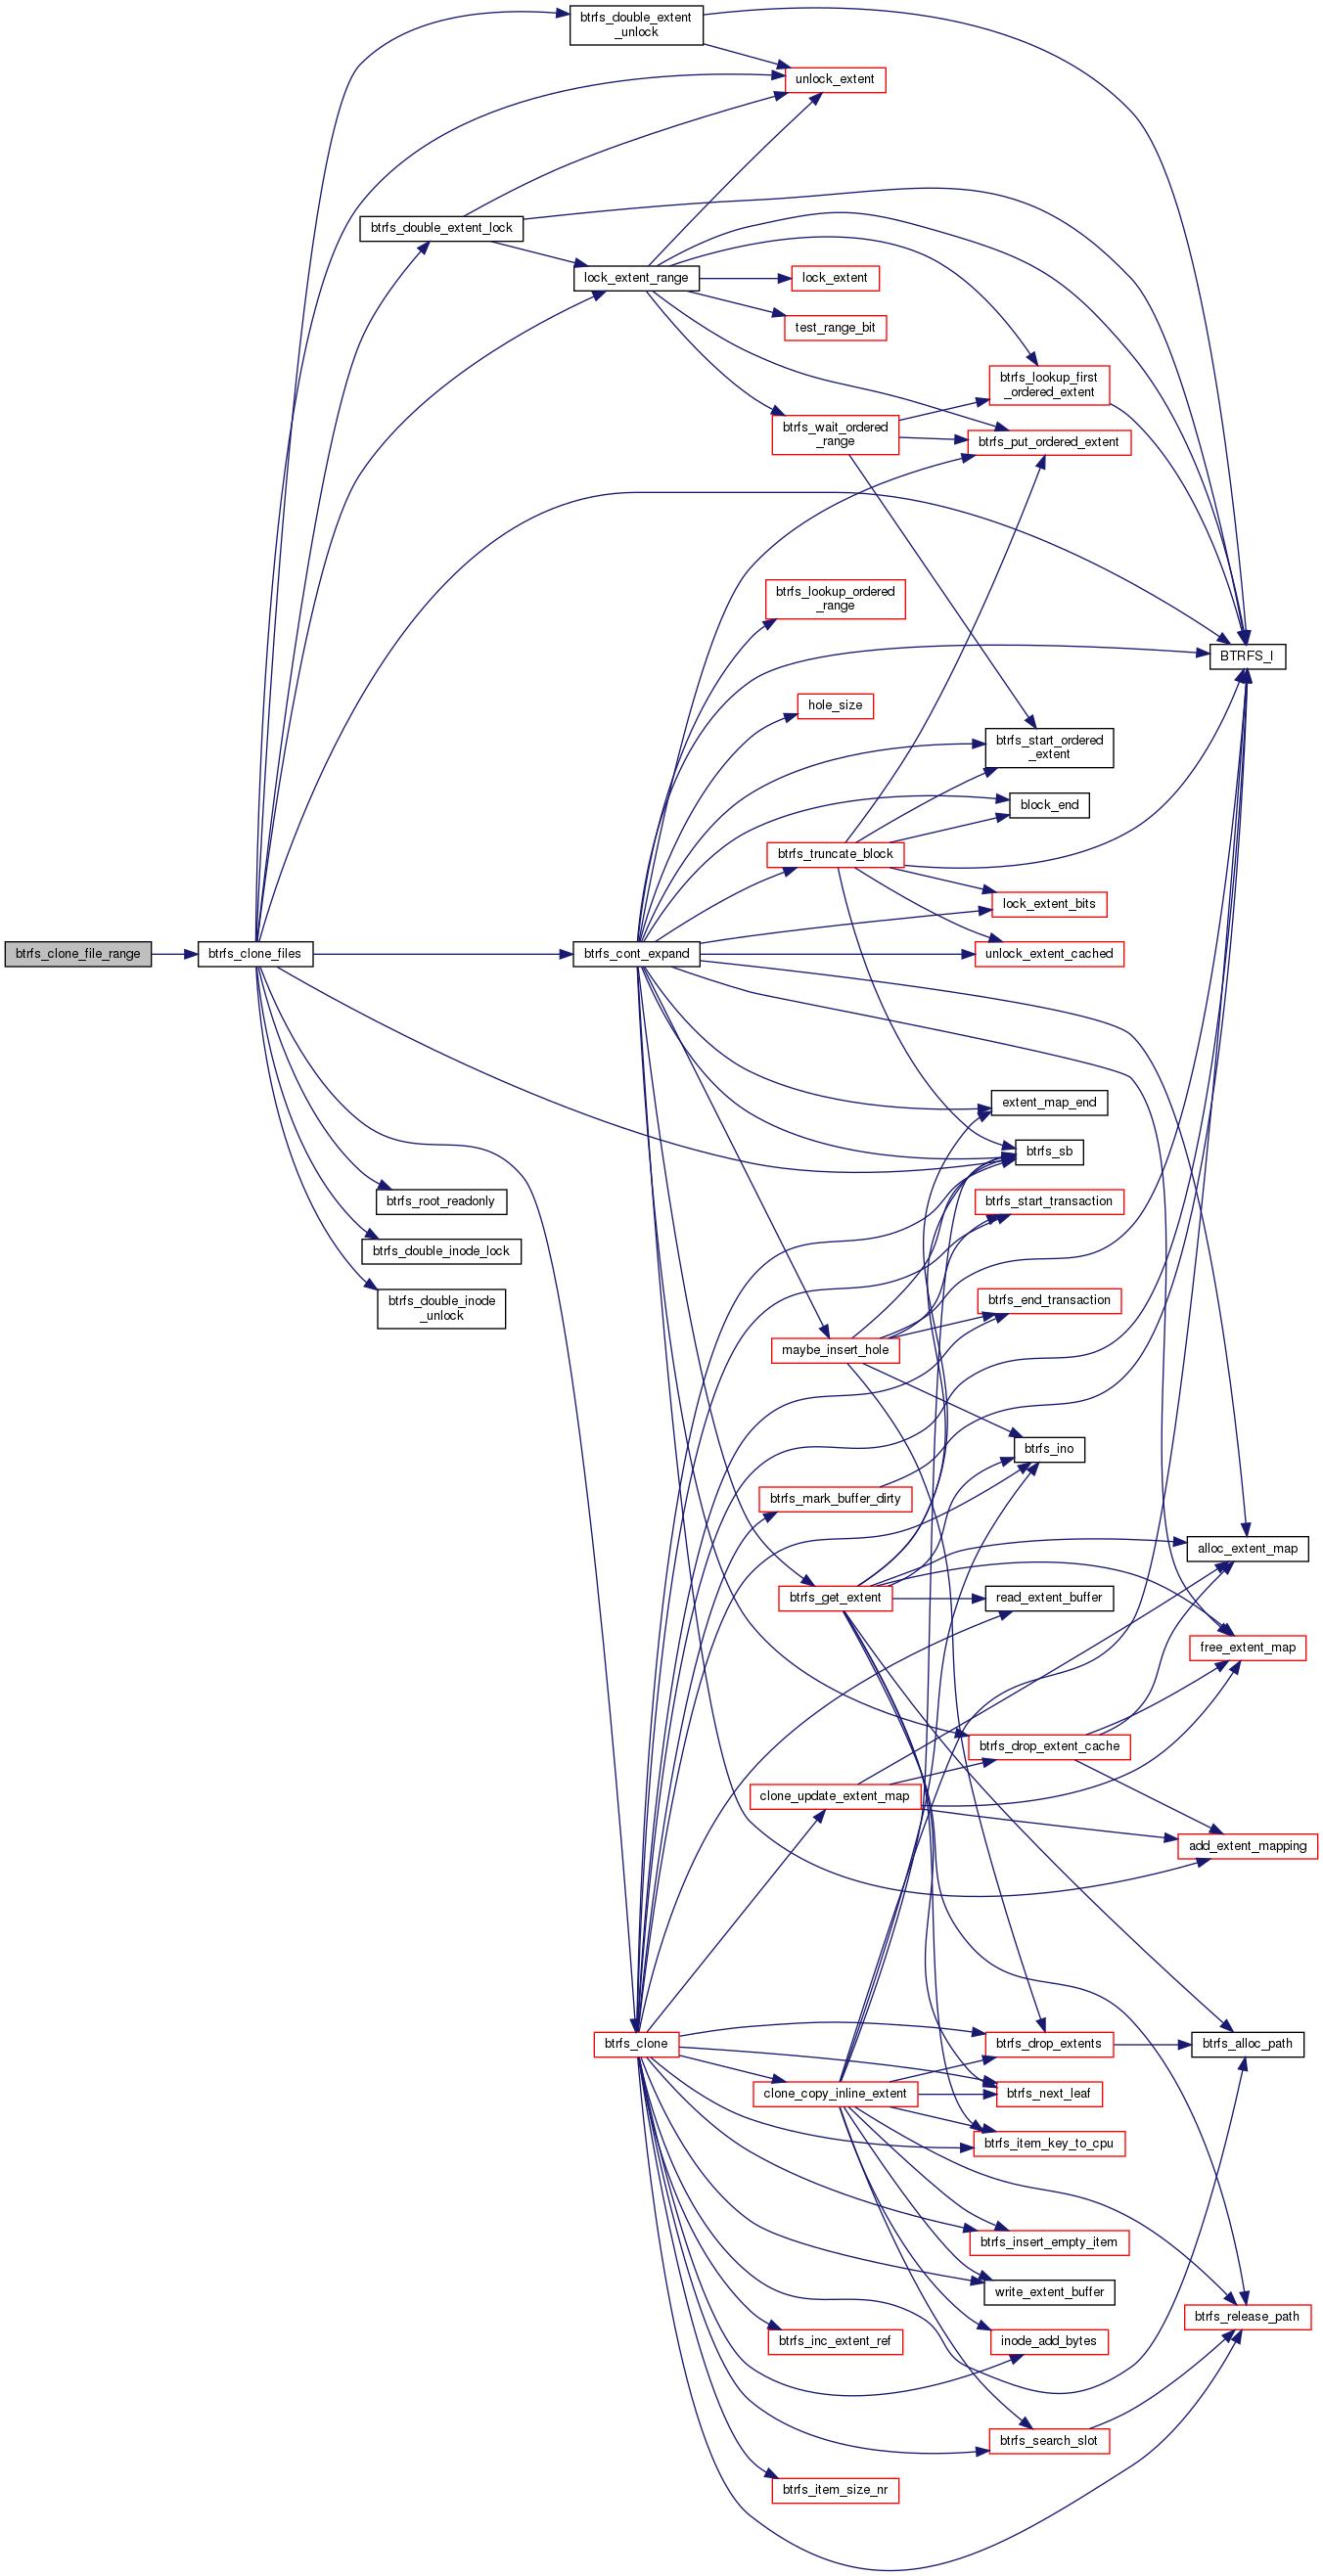 btrfs_double_extent
_unlock
unlock_extent
btrfs_double_extent_lock
lock_extent_range
lock_extent
test_range_bit
btrfs_lookup_first
_ordered_extent
btrfs_wait_ordered
_range
btrfs_put_ordered_extent
btrfs_lookup_ordered
_range
BTRFS_I
hole_size
btrfs_start_ordered
_extent
block_end
btrfs_truncate_block
lock_extent_bits
btrfs_clone_file_range
btrfs_clone_files
btrfs_cont_expand
unlock_extent_cached
extent_map_end
btrfs_sb
btrfs_root_readonly
btrfs_start_transaction
btrfs_double_inode_lock
btrfs_double_inode
_unlock
btrfs_end_transaction
maybe_insert_hole
btrfs_ino
btrfs_mark_buffer_dirty
alloc_extent_map
btrfs_get_extent
read_extent_buffer
free_extent_map
btrfs_drop_extent_cache
clone_update_extent_map
add_extent_mapping
btrfs_clone
btrfs_drop_extents
btrfs_alloc_path
clone_copy_inline_extent
btrfs_next_leaf
btrfs_item_key_to_cpu
btrfs_insert_empty_item
write_extent_buffer
btrfs_release_path
btrfs_inc_extent_ref
inode_add_bytes
btrfs_search_slot
btrfs_item_size_nr